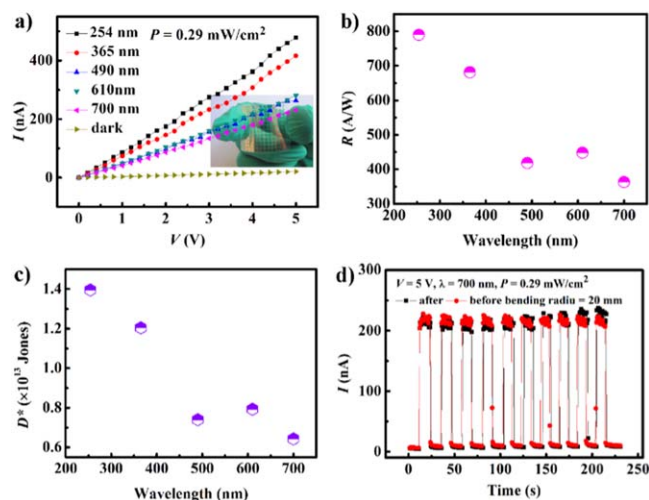 a)
254 nm
P = 0.29 mW/cm²
365 nm
490 nm
610nm
700 nm
dark
400
200
0
I (nA)
0 1 2 3 4 5
V (V)
b)
800
700
600
500
400
300
R (A/W)
200 300 400 500 600 700
Wavelength (nm)
c)
1.4
1.2
1.0
0.8
0.6
D* (×10¹³ Jones)
200 300 400 500 600 700
Wavelength (nm)
d)
300
V = 5 V, λ = 700 nm, P = 0.29 mW/cm²
after before bending radiu = 20 mm
200
100
0
I (nA)
0 50 100 150 200 250
Time (s)